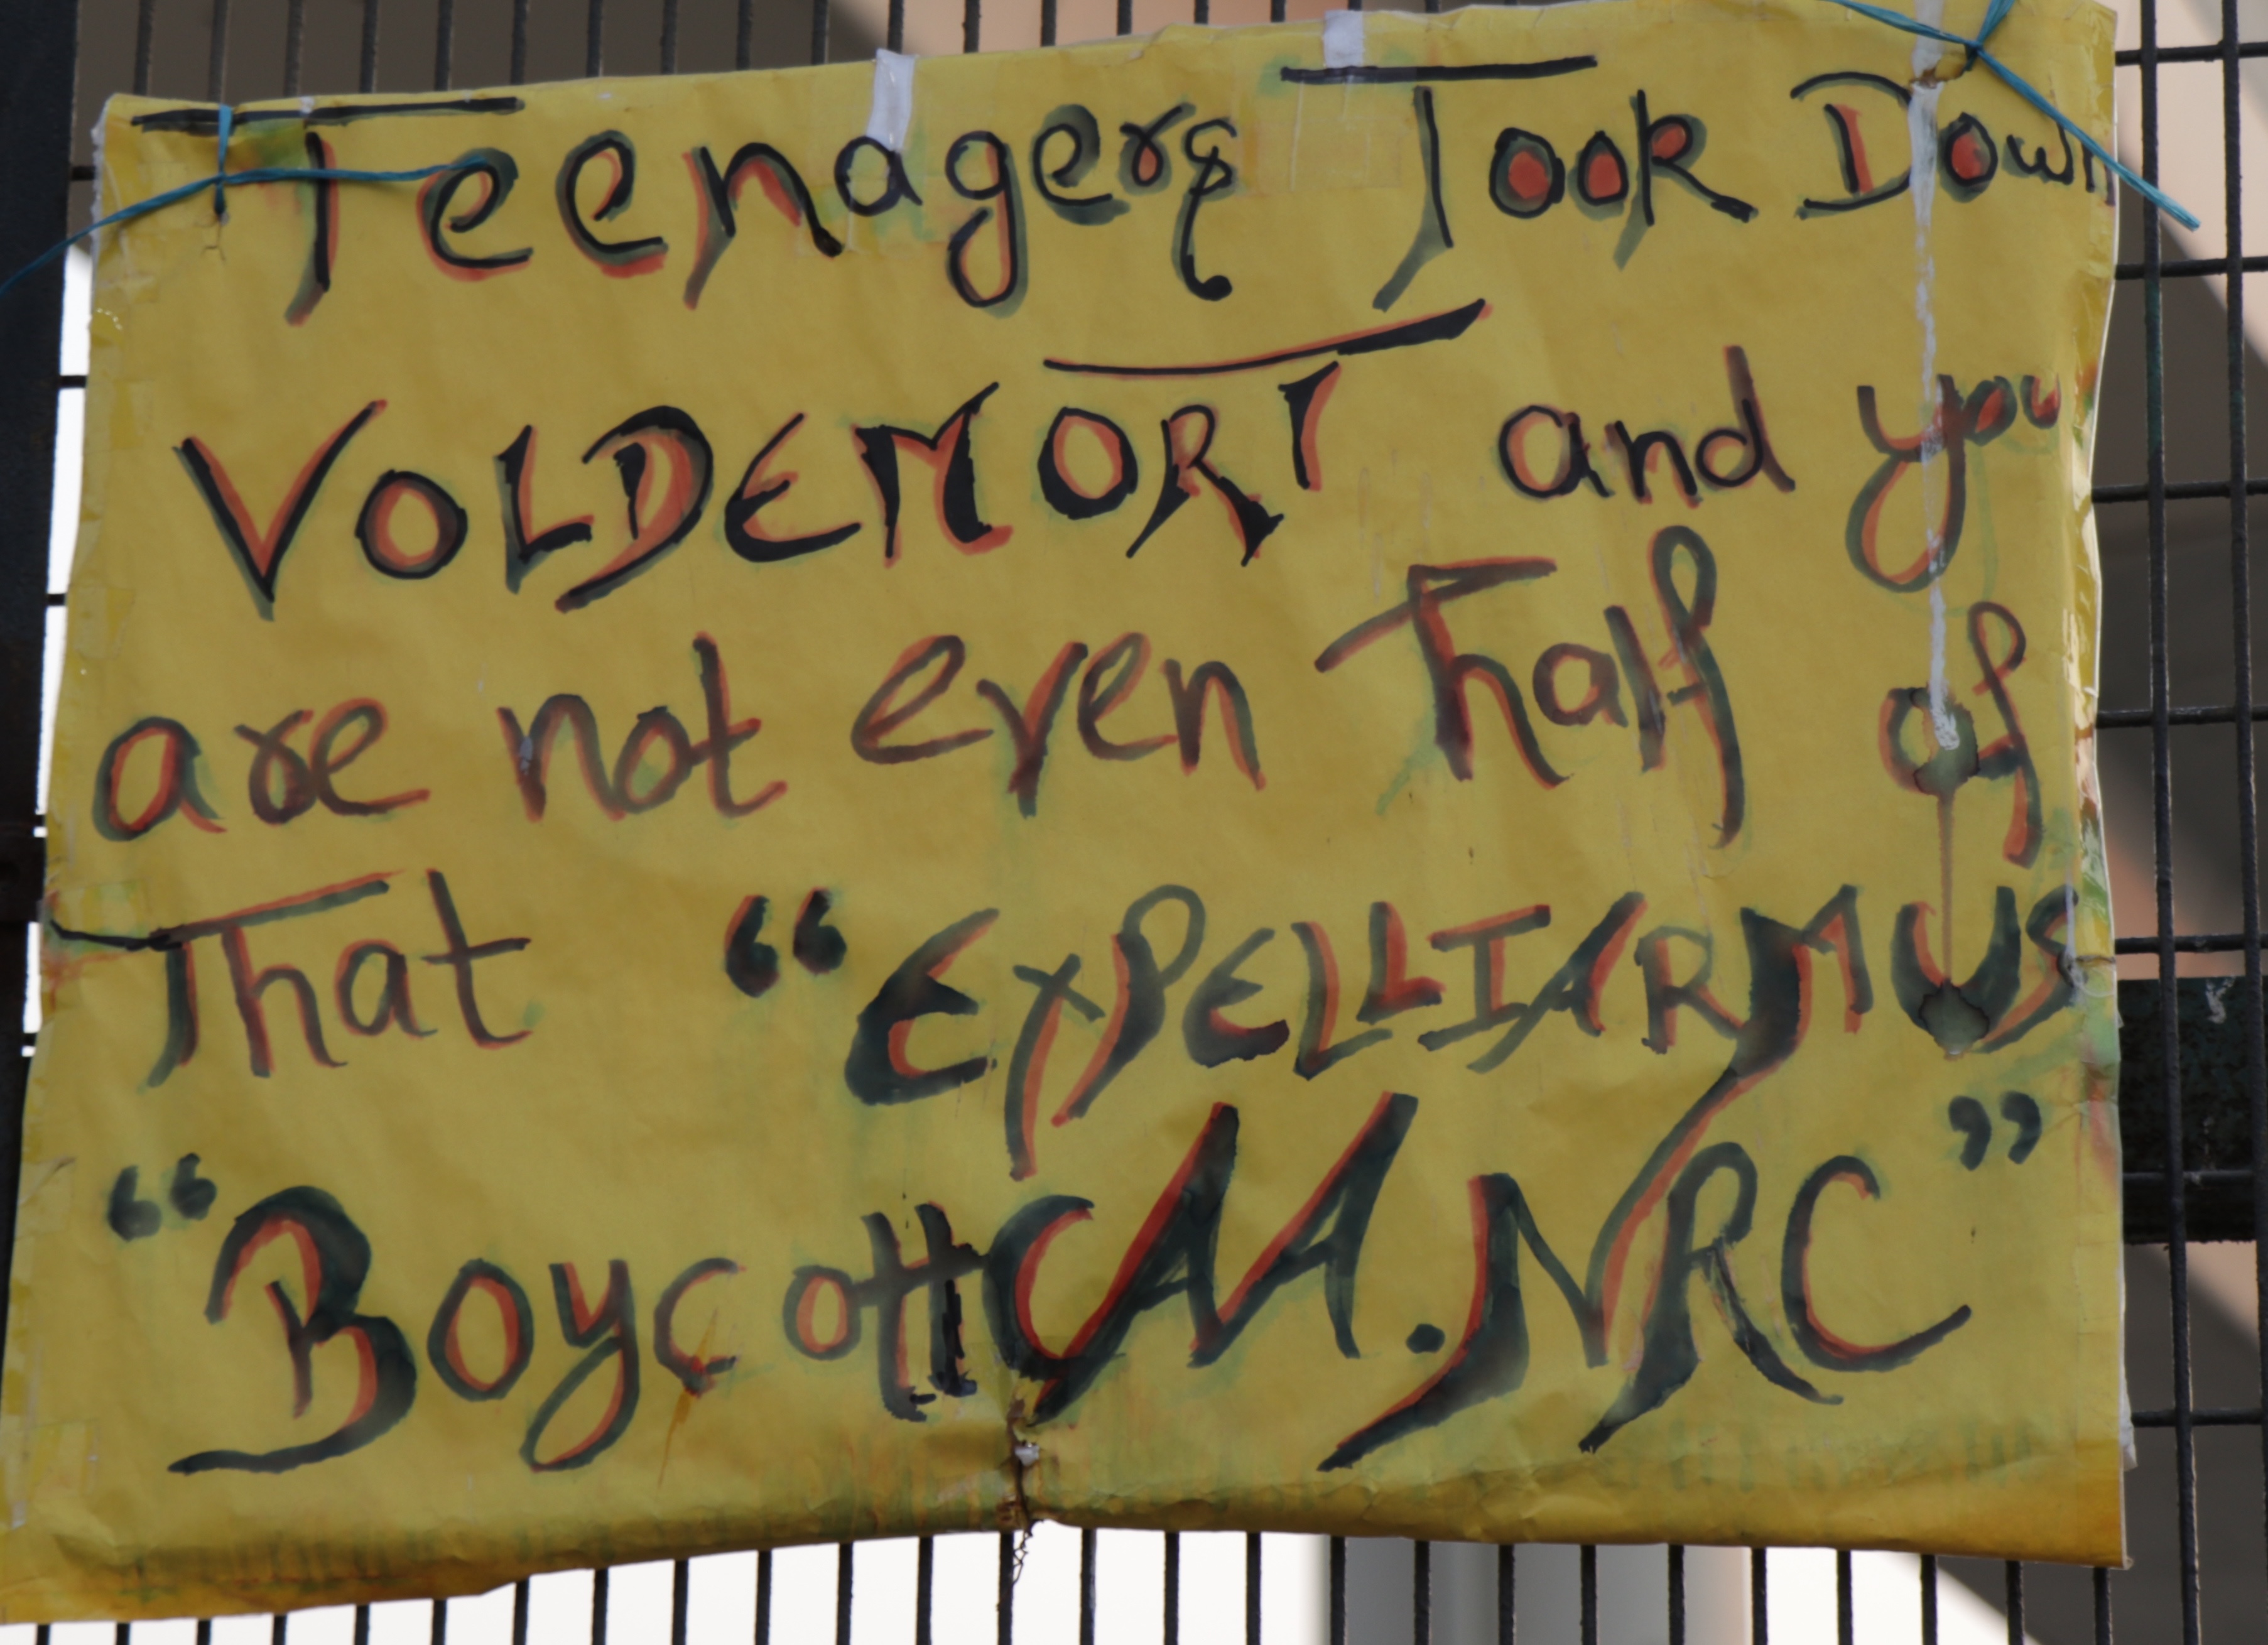 Teenagers Took Down
VOLDEMORT and you
are not even half of
That “EXPELLIARMUS
“Boycott CAA.NRC”